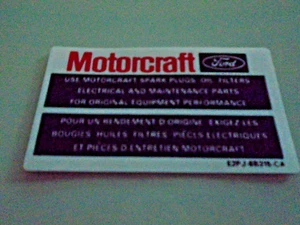 Motorcraft Ford
USE MOTORCRAFT SPARK PLUGS OIL FILTERS
ELECTRICAL AND MAINTENANCE PARTS
FOR ORIGINAL EQUIPMENT PERFORMANCE
POUR UN RENDEMENT D'ORIGINE EXIGEZ LES
BOUGIES HUILES FILTRES PIÈCES ÉLECTRIQUES
ET PIÈCES D'ENTRETIEN MOTORCRAFT